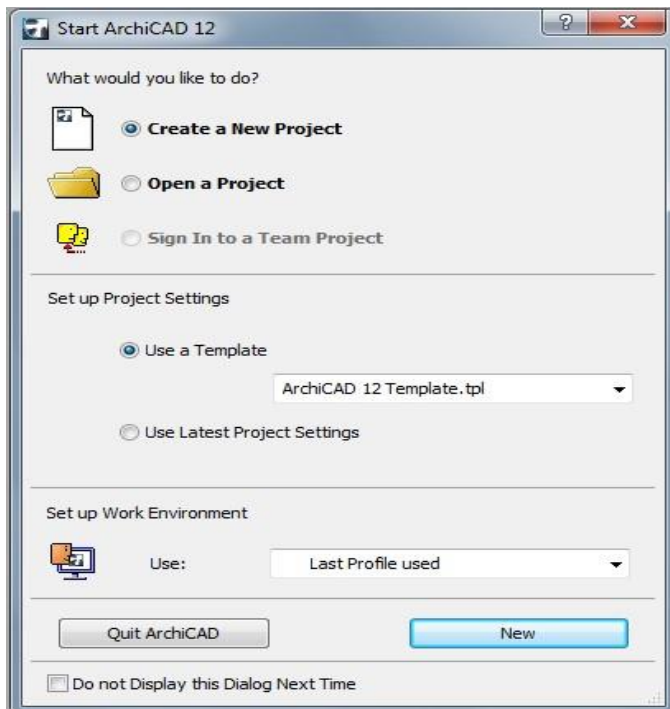 Start ArchiCAD 12
What would you like to do?
Create a New Project
Open a Project
Sign In to a Team Project
Set up Project Settings
Use a Template
ArchiCAD 12 Template.tpl
Use Latest Project Settings
Set up Work Environment
Use: Last Profile used
Quit ArchiCAD New
Do not Display this Dialog Next Time